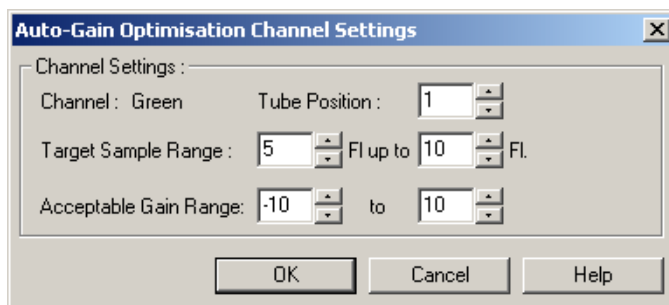 Auto-Gain Optimisation Channel Settings
Channel Settings :
Channel : Green Tube Position : 1
Target Sample Range : 5 Fl up to 10 Fl.
Acceptable Gain Range: -10 to 10
OK Cancel Help